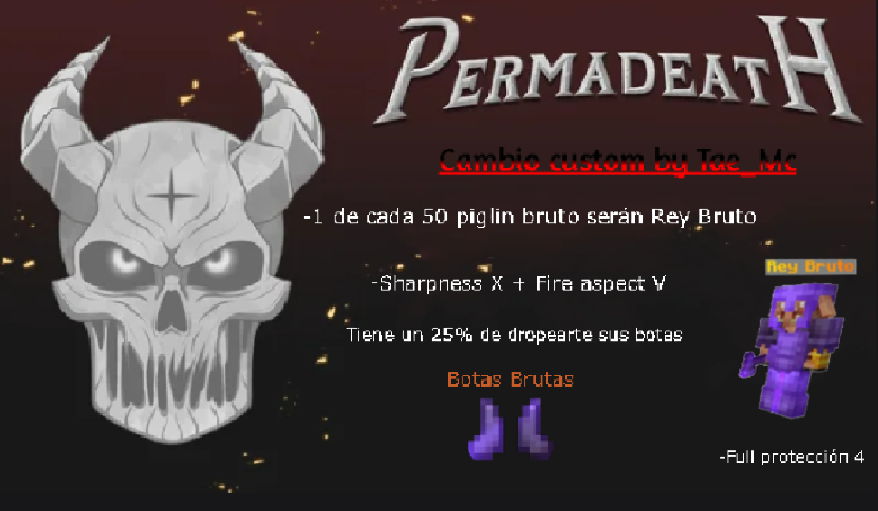 PERMADEATH
Cambio custom by Tae_Mc
-1 de cada 50 piglin bruto serán Rey Bruto
Rey Bruto
-Sharpness X + Fire aspect V
Tiene un 25% de dropearte sus botas
Botas Brutas
-Full protección 4